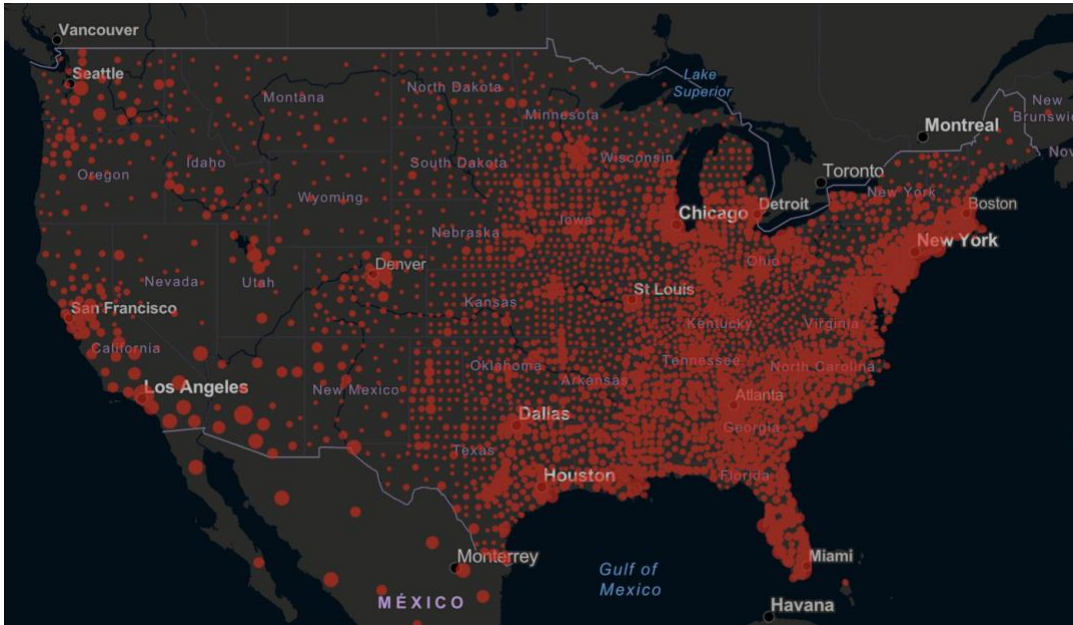 Vancouver
Seattle
Montana
North Dakota
Lake
Superior
Minnesota
Montreal
New
Brunswic
Oregon
Idaho
South Dakota
Wisconsin
Toronto
Nov
Wyoming
New York
Boston
Chicago
Detroit
Nebraska
Iowa
New York
Nevada
Utah
Denver
Ohio
San Francisco
Kansas
St Louis
California
Kentucky
Virginia
Los Angeles
New Mexico
Oklahoma
Arkansas
Tennessee
North Carolina
Dallas
Atlanta
Georgia
Texas
Houston
Florida
Monterrey
Gulf of
Mexico
Miami
MÉXICO
Havana